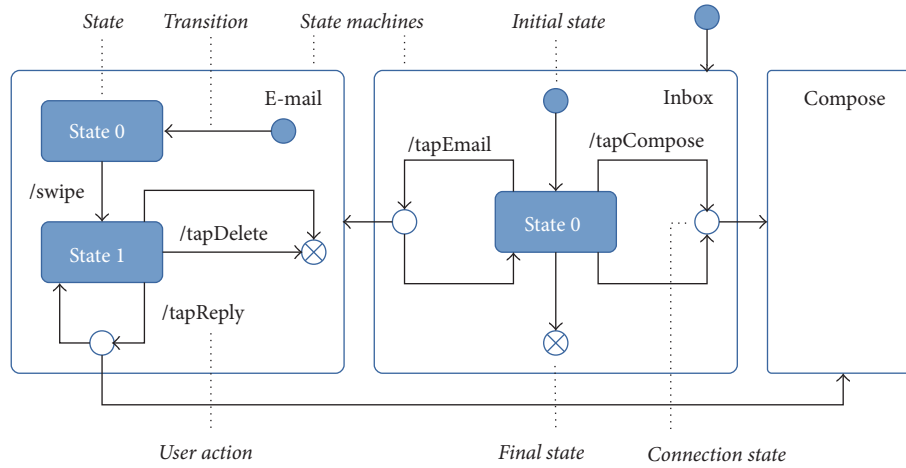 State
Transition
State machines
Initial state
E-mail
Inbox
Compose
State 0
/tapEmail
/tapCompose
/swipe
State 1
/tapDelete
State 0
/tapReply
User action
Final state
Connection state